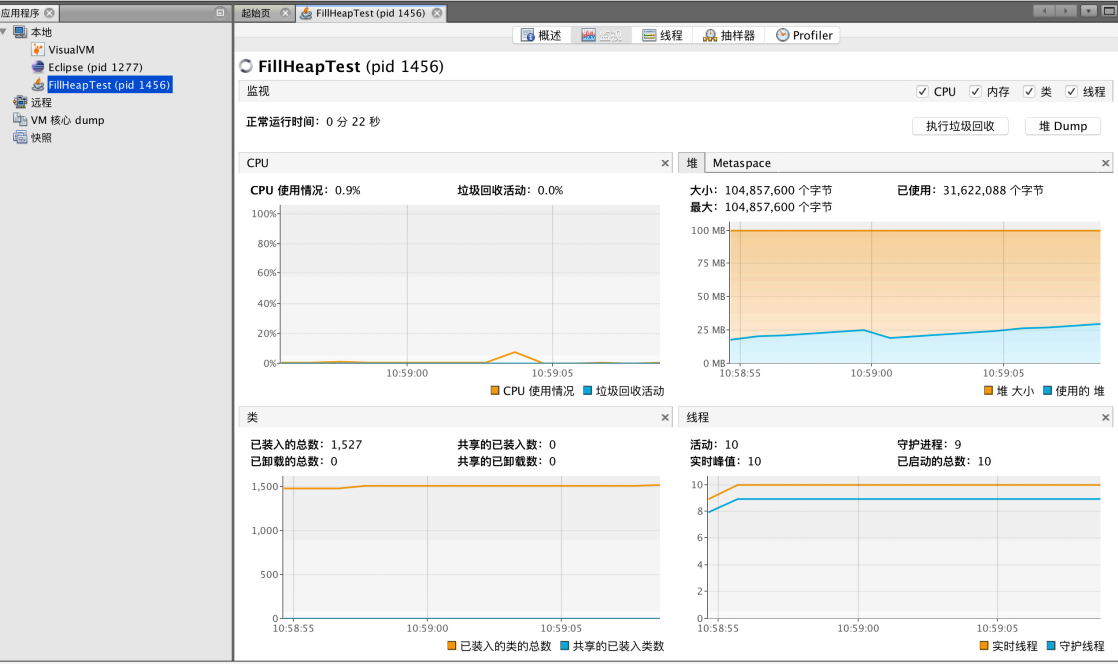 应用程序
起始页
FillHeapTest (pid 1456)
本地
VisualVM
Eclipse (pid 1277)
FillHeapTest (pid 1456)
远程
VM 核心 dump
快照
概述 监视 线程 抽样器 Profiler
FillHeapTest (pid 1456)
监视
CPU 内存 类 线程
正常运行时间: 0 分 22 秒
执行垃圾回收 堆 Dump
CPU
CPU 使用情况: 0.9% 垃圾回收活动: 0.0%
100%
80%
60%
40%
20%
0%
10:59:00 10:59:05
CPU 使用情况 垃圾回收活动
堆 Metaspace
大小: 104,857,600 个字节 已使用: 31,622,088 个字节
最大: 104,857,600 个字节
100 MB
75 MB
50 MB
25 MB
0 MB
10:58:55 10:59:00 10:59:05
堆 大小 使用的 堆
类
已装入的总数: 1,527 共享的已装入数: 0
已卸载的总数: 0 共享的已卸载数: 0
1,500
1,000
500
0
10:58:55 10:59:00 10:59:05
已装入的类的总数 共享的已装入类数
线程
活动: 10 守护进程: 9
实时峰值: 10 已启动的总数: 10
10
8
6
4
2
0
10:58:55 10:59:00 10:59:05
实时线程 守护线程